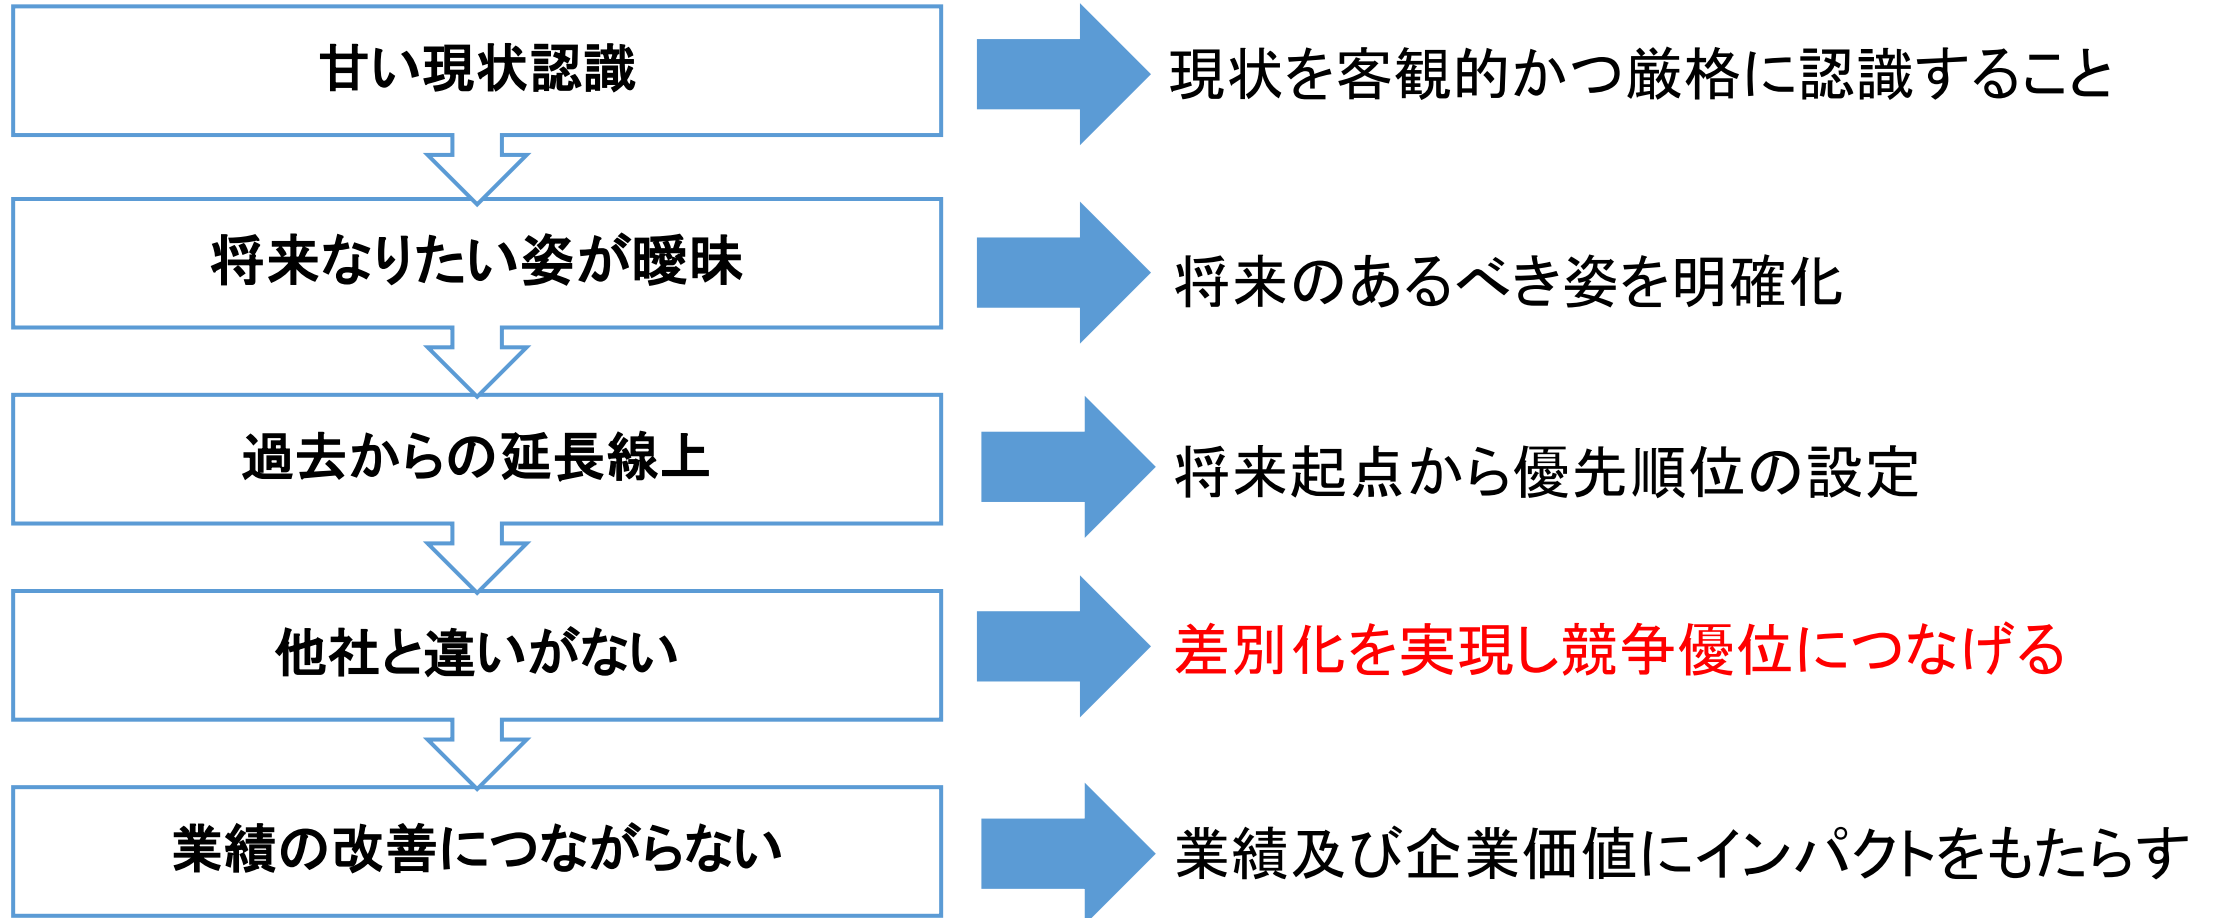 甘い現状認識
現状を客観的かつ厳格に認識すること
将来なりたい姿が曖昧
将来のあるべき姿を明確化
過去からの延長線上
将来起点から優先順位の設定
他社と違いがない
差別化を実現し競争優位につなげる
業績の改善につながらない
業績及び企業価値にインパクトをもたらす